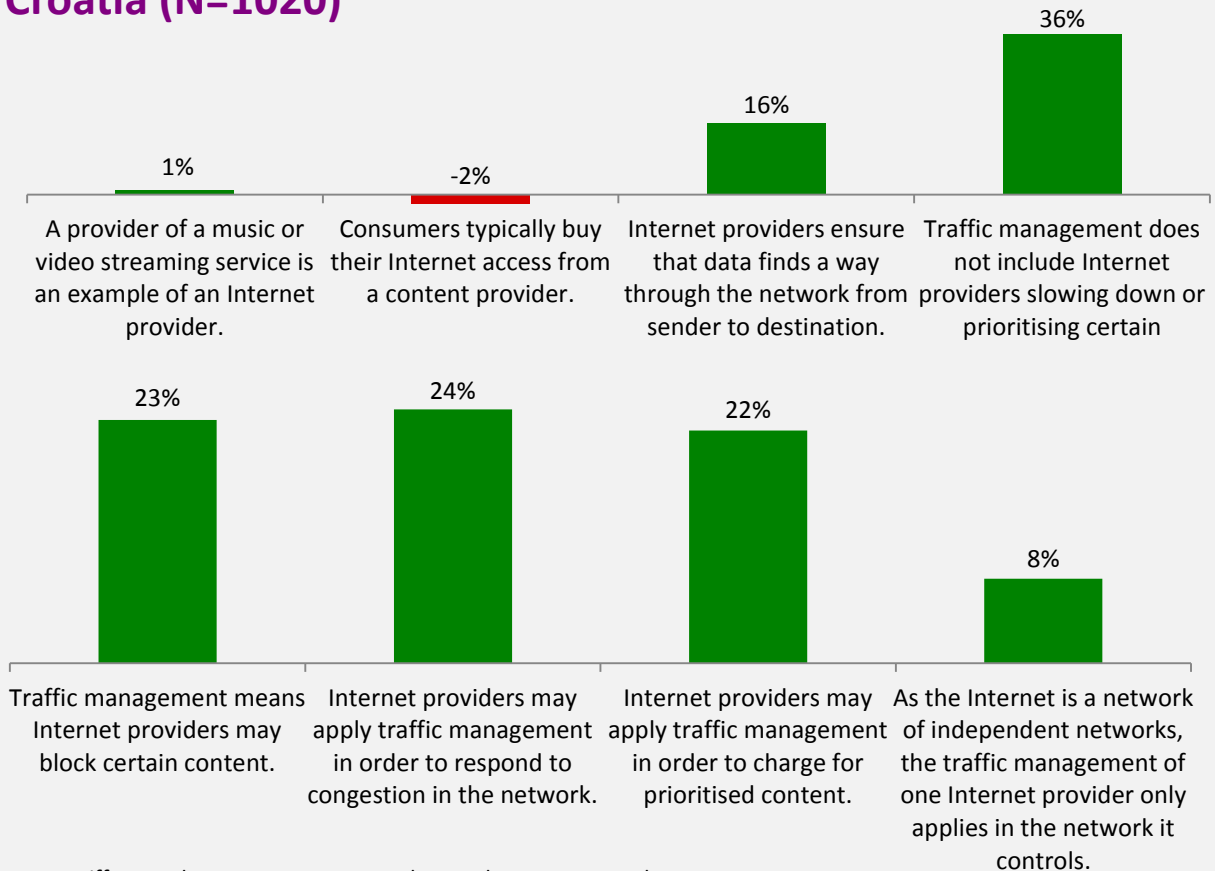 Croatia (N=1020)
36%
16%
1%
-2%
A provider of a music or
video streaming service is
an example of an Internet
provider.
Consumers typically buy
their Internet access from
a content provider.
Internet providers ensure
that data finds a way
through the network from
sender to destination.
Traffic management does
not include Internet
providers slowing down or
prioritising certain
23%
24%
22%
8%
Traffic management means
Internet providers may
block certain content.
Internet providers may
apply traffic management
in order to respond to
congestion in the network.
Internet providers may
apply traffic management
in order to charge for
prioritised content.
As the Internet is a network
of independent networks,
the traffic management of
one Internet provider only
applies in the network it
controls.